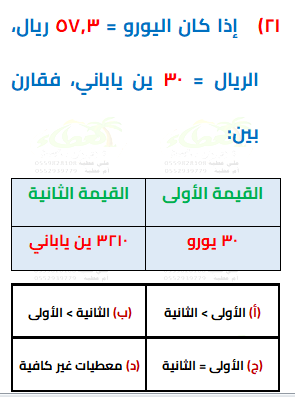 ٢١) إذا كان اليورو = ٥٧,٣ ريال،
الريال = ٣٠ ين ياباني، فقارن
بين:
القيمة الأولى القيمة الثانية
٣٠ يورو ٣٢١٠ ين ياباني
(أ) الأولى > الثانية (ب) الثانية > الأولى
(ج) الأولى = الثانية (د) معطيات غير كافية